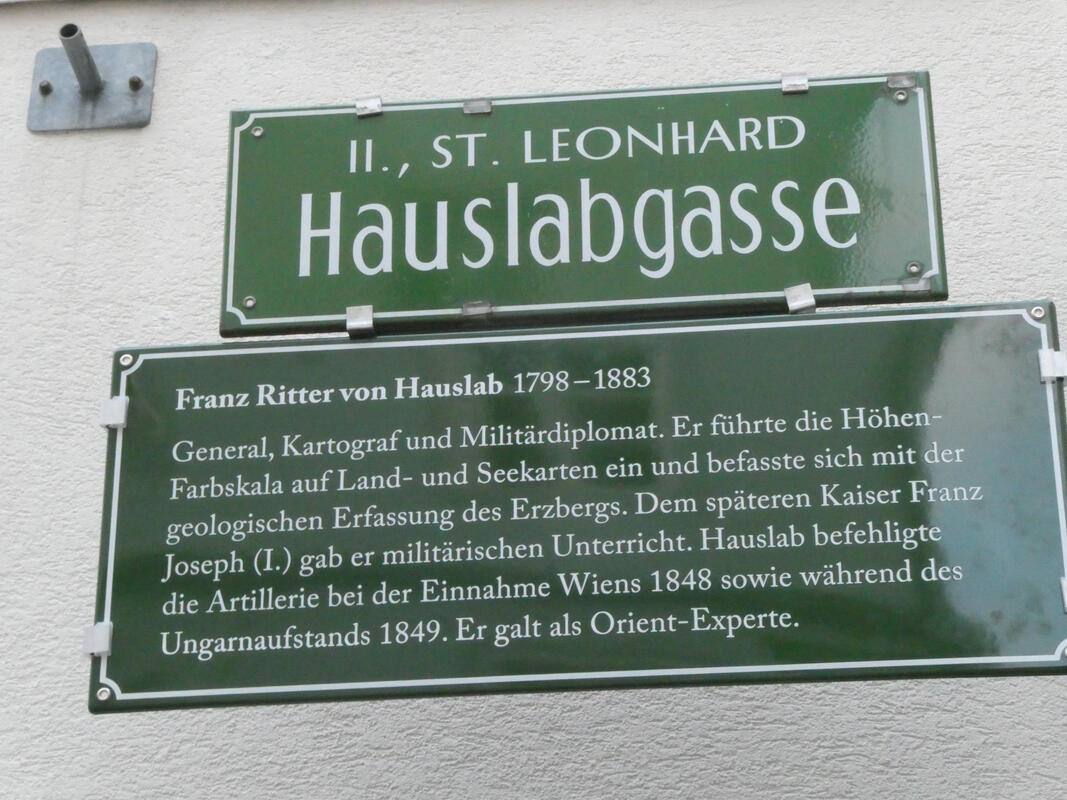 II., ST. LEONHARD
Hauslabgasse
Franz Ritter von Hauslab 1798–1883
General, Kartograf und Militärdiplomat. Er führte die Höhen-
Farbskala auf Land- und Seekarten ein und befasste sich mit der
geologischen Erfassung des Erzbergs. Dem späteren Kaiser Franz
Joseph (I.) gab er militärischen Unterricht. Hauslab befehligte
die Artillerie bei der Einnahme Wiens 1848 sowie während des
Ungarnaufstands 1849. Er galt als Orient-Experte.